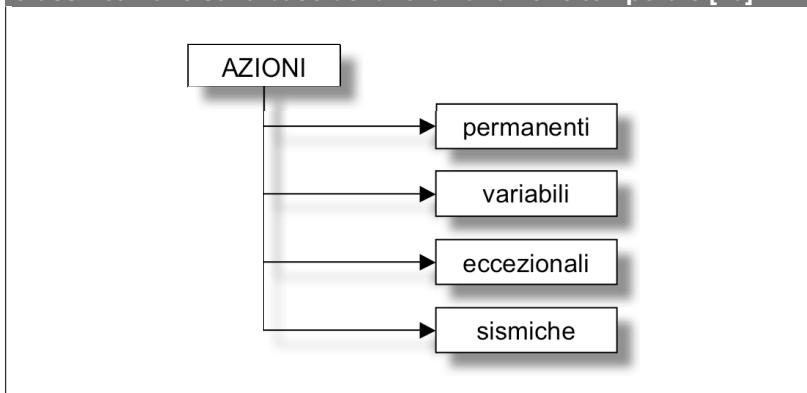 AZIONI
permanenti
variabili
eccezionali
sismiche